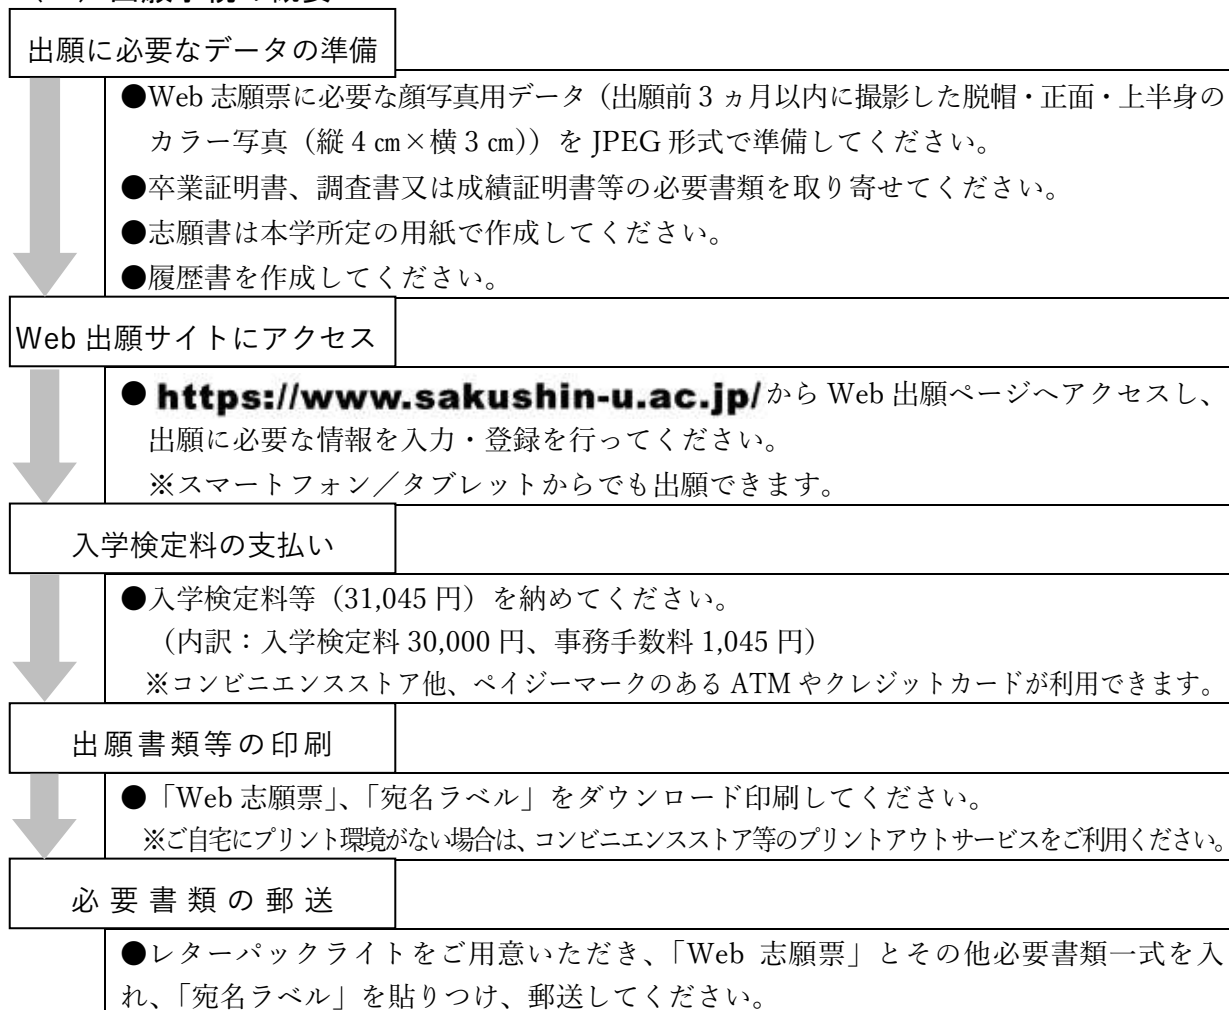 出願に必要なデータの準備
●Web 志願票に必要な顔写真用データ（出願前３ヵ月以内に撮影した脱帽・正面・上半身の
カラー写真（縦４㎝×横３㎝））を JPEG 形式で準備してください。
●卒業証明書、調査書又は成績証明書等の必要書類を取り寄せてください。
●志願書は本学所定の用紙で作成してください。
●履歴書を作成してください。
Web 出願サイトにアクセス
● https://www.sakushin-u.ac.jp/から Web 出願ページへアクセスし、
出願に必要な情報を入力・登録を行ってください。
※スマートフォン／タブレットからでも出願できます。
入学検定料の支払い
●入学検定料等（31,045 円）を納めてください。
（内訳：入学検定料 30,000 円、事務手数料 1,045 円）
※コンビニエンスストア他、ペイジーマークのある ATM やクレジットカードが利用できます。
出願書類等の印刷
●「Web 志願票」、「宛名ラベル」をダウンロード印刷してください。
※ご自宅にプリント環境がない場合は、コンビニエンスストア等のプリントアウトサービスをご利用ください。
必要書類の郵送
●レターパックライトをご用意いただき、「Web 志願票」とその他必要書類一式を入
れ、「宛名ラベル」を貼りつけ、郵送してください。